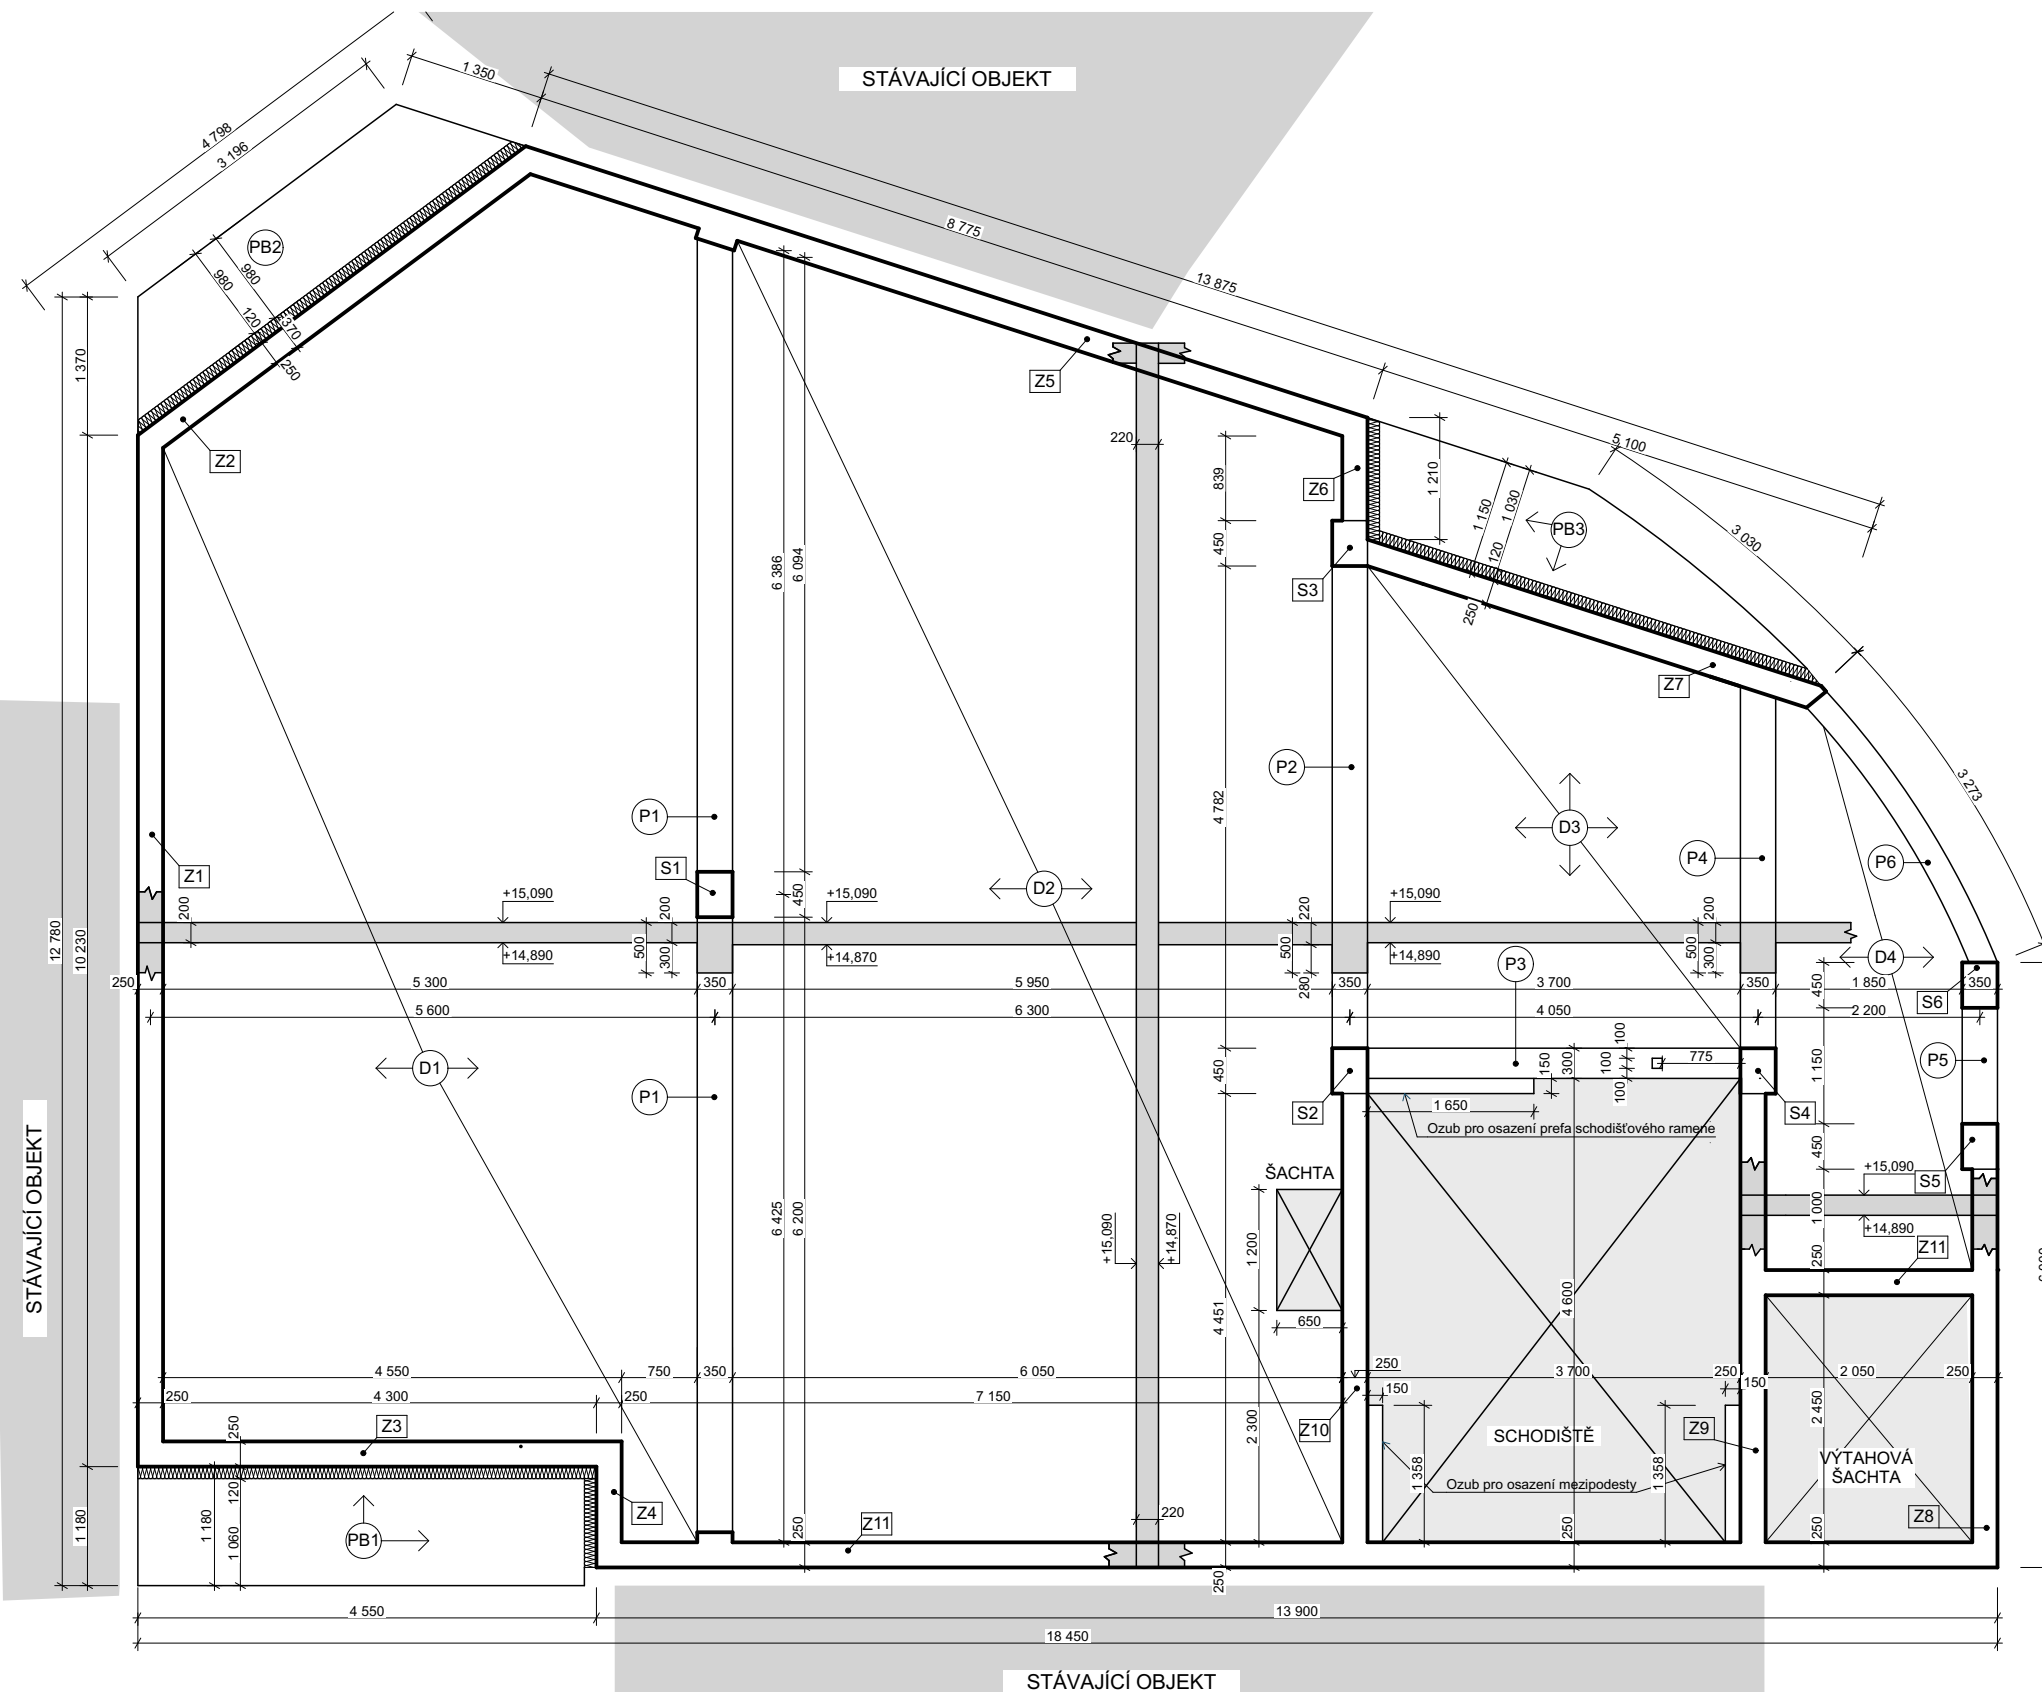 STÁVAJÍCÍ OBJEKT
1 350
4 798
3 196
8 775
13 875
5 100
3 030
3 273
PB2
980
980
120
370
250
1 370
Z2
Z5
220
839
Z6
1 210
1 150
1 030
PB3
120
450
S3
250
Z7
6 386
6 094
P2
4 782
D3
P1
P4
P6
S1
Z1
D2
450
+15,090
+15,090
+15,090
200
200
220
200
500
300
500
280
500
300
+14,890
+14,870
+14,890
P3
D4
12 780
10 230
250
5 300
350
5 950
350
3 700
350
1 850
350
450
S6
5 600
6 300
4 050
2 200
D1
P1
450
150
300
100
100
100
775
1 150
P5
S2
1 650
S4
Ozub pro osazení prefa schodišťového ramene
450
ŠACHTA
+15,090
S5
STÁVAJÍCÍ OBJEKT
6 425
6 200
+15,090
+14,870
1 200
4 451
4 600
1 000
+14,890
Z11
250
650
4 550
750
350
6 050
250
3 700
250
2 050
250
250
4 300
250
7 150
150
150
2 450
Z3
250
2 300
Z10
SCHODIŠTĚ
Z9
VÝTAHOVÁ
ŠACHTA
1 358
1 358
Ozub pro osazení mezipodesty
120
1 180
1 180
1 060
PB1
Z4
Z11
250
220
250
250
250
Z8
4 550
13 900
18 450
STÁVAJÍCÍ OBJEKT